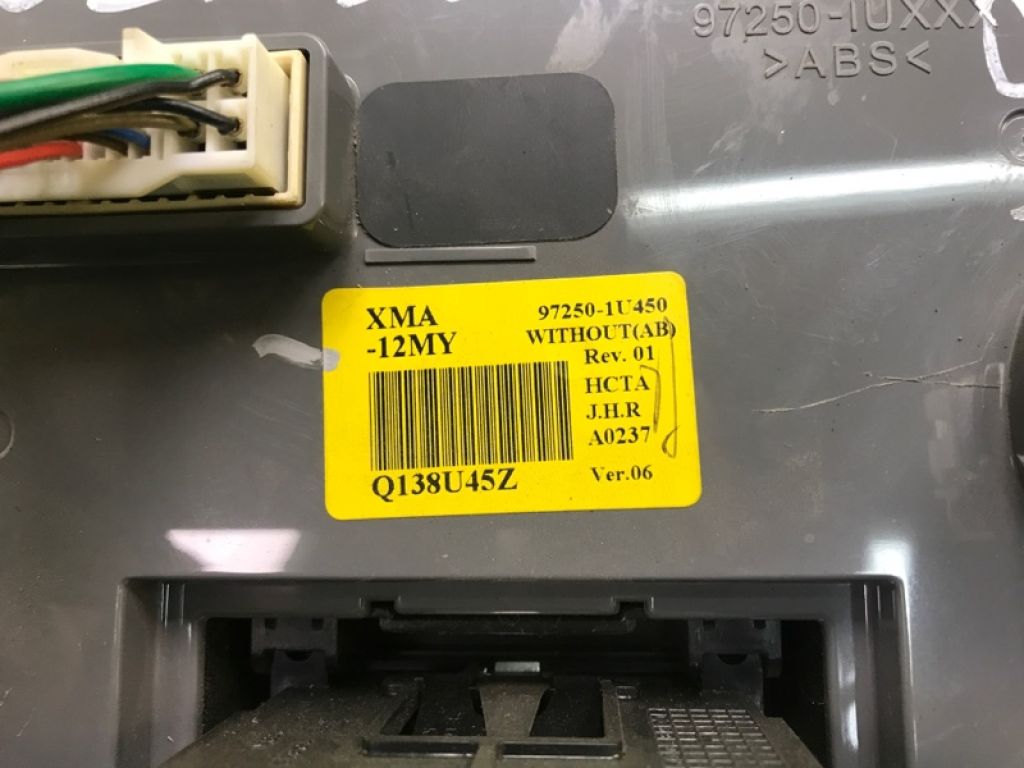 97250-1UXXX
>ABS<
XMA
-12MY
97250-1U450
WITHOUT(AB)
Rev. 01
HCTA
J.H.R
A0237
Q138U45Z
Ver.06